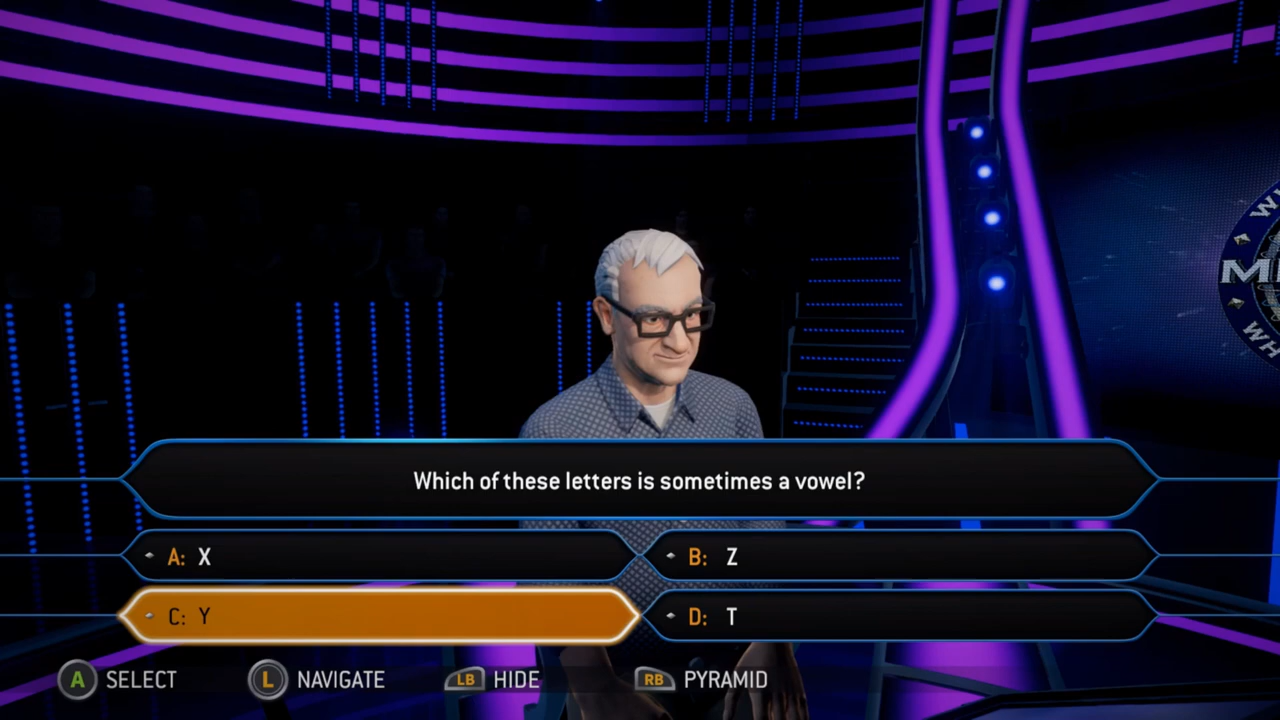 Which of these letters is sometimes a vowel?
A: X
B: Z
C: Y
D: T
A SELECT
L NAVIGATE
LB HIDE
RB PYRAMID